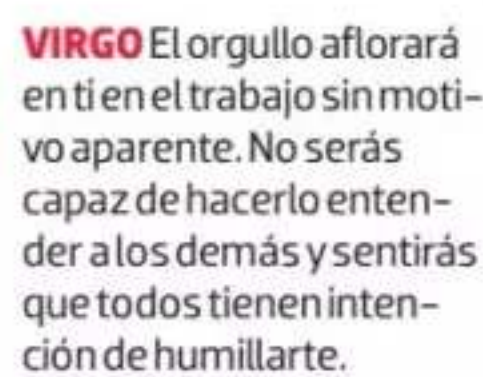 VIRGO El orgullo aflorará
en ti en el trabajo sin moti-
vo aparente. No serás
capaz de hacerlo enten-
der a los demás y sentirás
que todos tienen inten-
ción de humillarte.